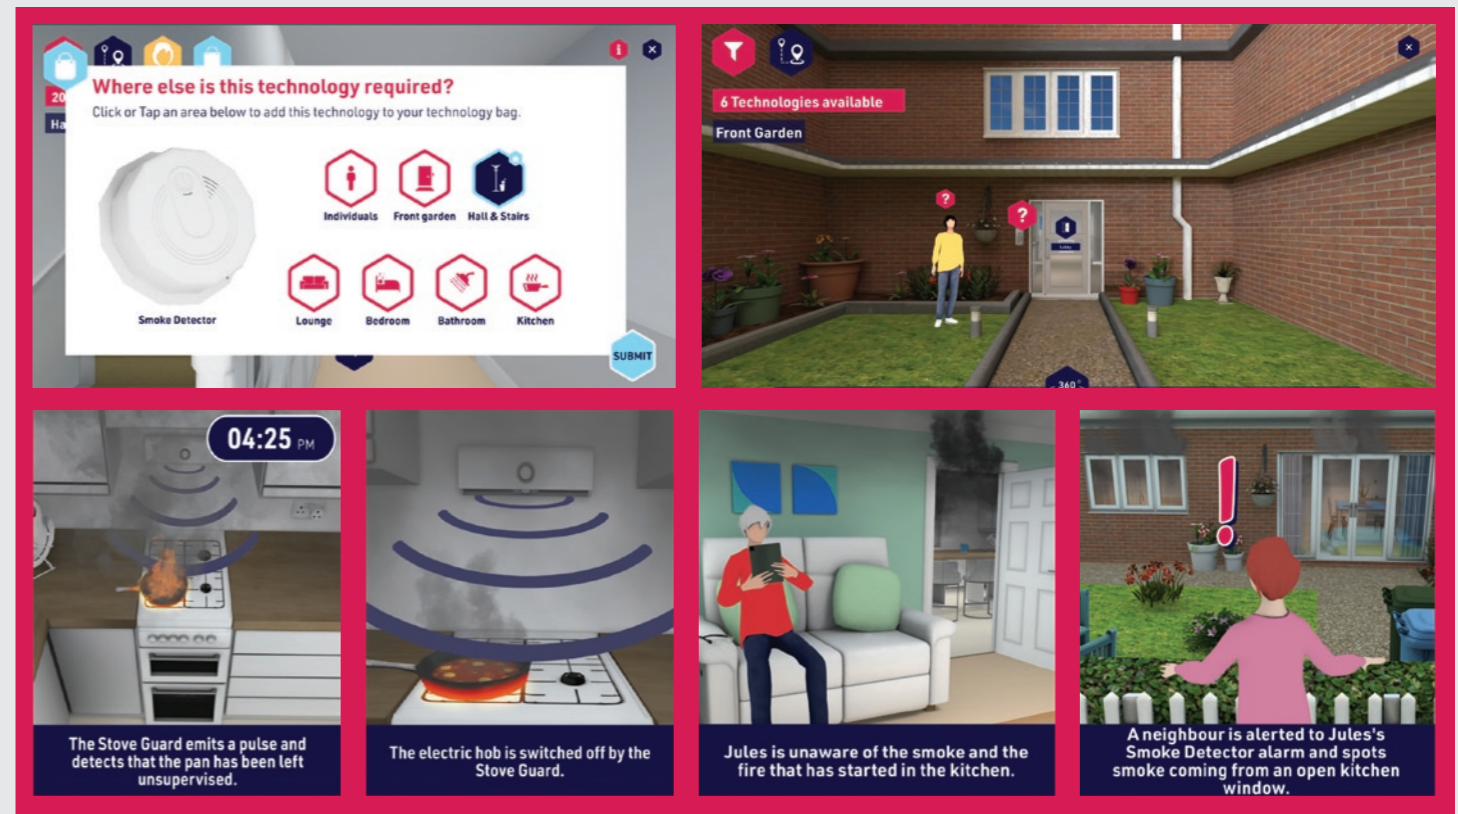 20
Ha
Where else is this technology required?
Click or Tap an area below to add this technology to your technology bag.
Individuals
Front garden
Hall & Stairs
Smoke Detector
Lounge
Bedroom
Bathroom
Kitchen
SUBMIT
6 Technologies available
Front Garden
?
?
Lobby
360°
04:25 PM
The Stove Guard emits a pulse and
detects that the pan has been left
unsupervised.
The electric hob is switched off by the
Stove Guard.
Jules is unaware of the smoke and the
fire that has started in the kitchen.
!
A neighbour is alerted to Jules's
Smoke Detector alarm and spots
smoke coming from an open kitchen
window.